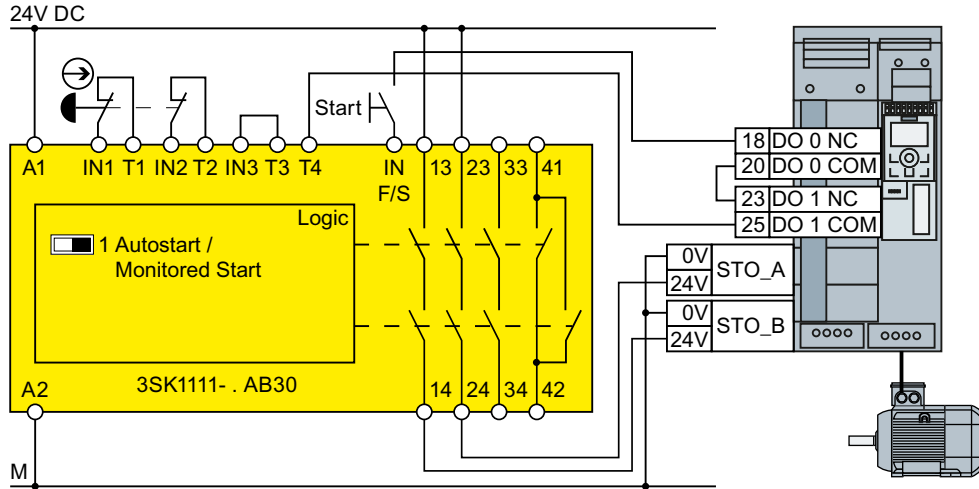 24V DC
Start
18 DO 0 NC
20 DO 0 COM
23 DO 1 NC
25 DO 1 COM
A1 IN1 T1 IN2 T2 IN3 T3 T4 IN F/S 13 23 33 41
Logic
1 Autostart /
Monitored Start
0V
24V
STO_A
0V
24V
STO_B
A2 3SK1111- . AB30 14 24 34 42
M